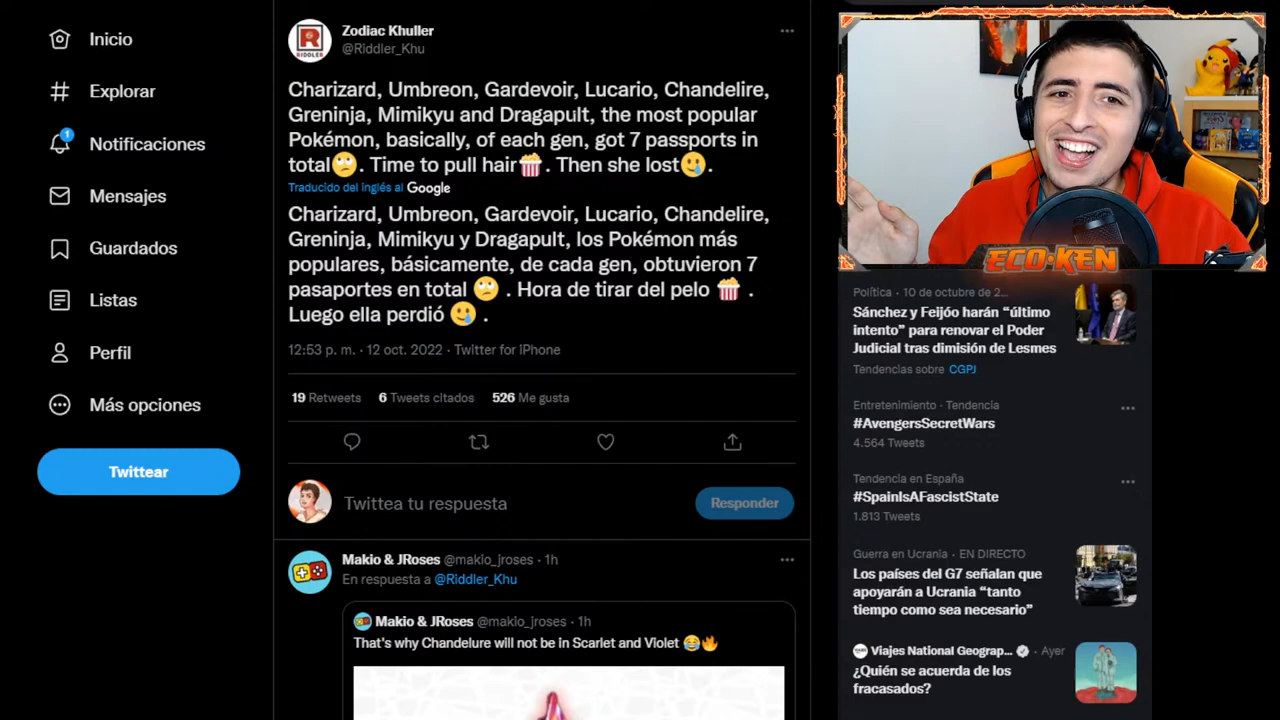 Inicio
Explorar
1
Notificaciones
Mensajes
Guardados
Listas
Perfil
Más opciones
Twittear
RIDDLER
Zodiac Khuller
@Riddler_Khu
Charizard, Umbreon, Gardevoir, Lucario, Chandelire,
Greninja, Mimikyu and Dragapult, the most popular
Pokémon, basically, of each gen, got 7 passports in
total🙄. Time to pull hair🍿. Then she lost🥲.
Traducido del inglés al Google
Charizard, Umbreon, Gardevoir, Lucario, Chandelire,
Greninja, Mimikyu y Dragapult, los Pokémon más
populares, básicamente, de cada gen, obtuvieron 7
pasaportes en total 🙄 . Hora de tirar del pelo 🍿 .
Luego ella perdió 🥲 .
12:53 p. m. · 12 oct. 2022 · Twitter for iPhone
19 Retweets 6 Tweets citados 526 Me gusta
Twittea tu respuesta
Responder
Makio & JRoses @makio_jroses · 1h
En respuesta a @Riddler_Khu
Makio & JRoses @makio_jroses · 1h
That's why Chandelure will not be in Scarlet and Violet 😂🔥
ECO·KEN
Política · 10 de octubre de 2...
Sánchez y Feijóo harán “último
intento” para renovar el Poder
Judicial tras dimisión de Lesmes
Tendencias sobre CGPJ
Entretenimiento · Tendencia
#AvengersSecretWars
4.564 Tweets
Tendencia en España
#SpainIsAFascistState
1.813 Tweets
Guerra en Ucrania · EN DIRECTO
Los países del G7 señalan que
apoyarán a Ucrania “tanto
tiempo como sea necesario”
Viajes National Geograp... · Ayer
¿Quién se acuerda de los
fracasados?